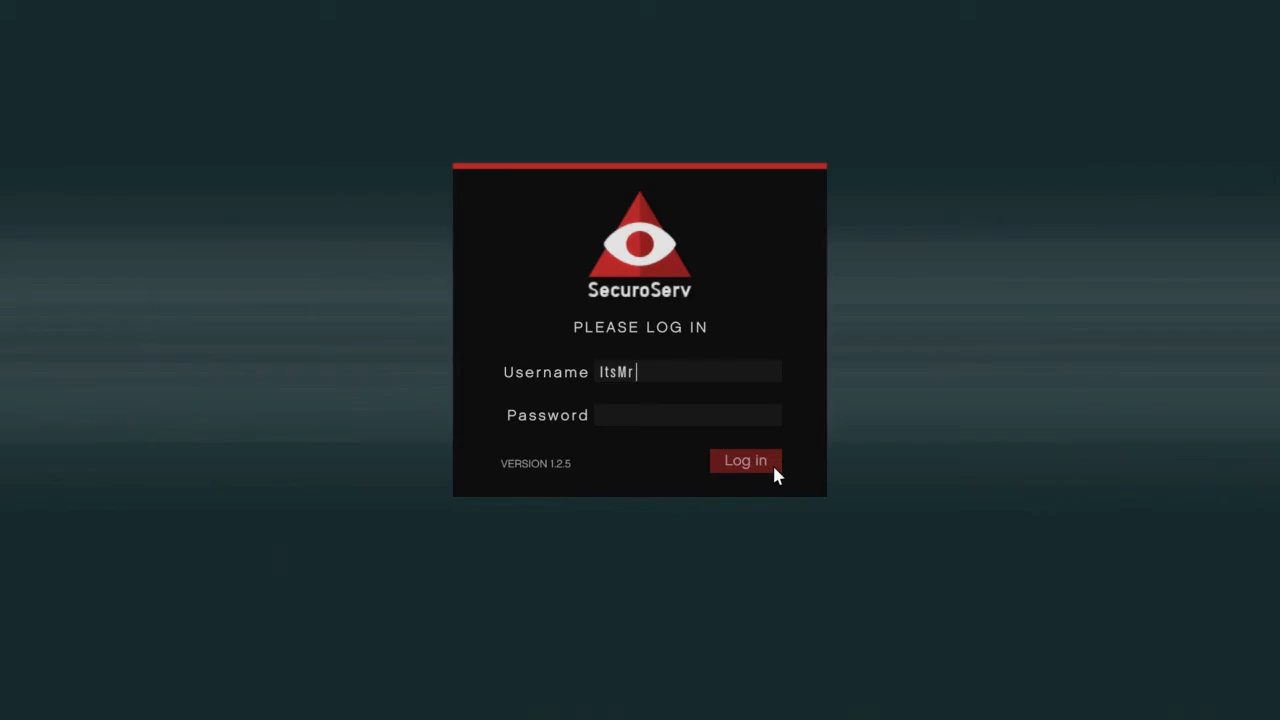 SecuroServ
PLEASE LOG IN
Username ItsMr
Password
VERSION 1.2.5 Log in